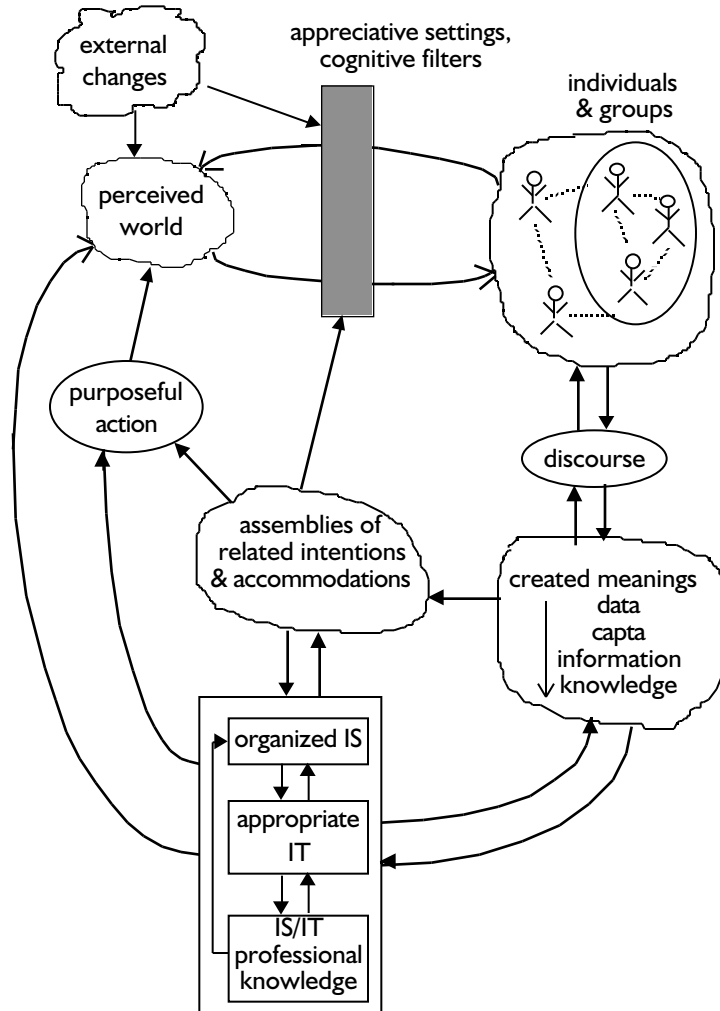 external
changes
appreciative settings,
cognitive filters
individuals
& groups
perceived
world
purposeful
action
discourse
assemblies of
related intentions
& accommodations
created meanings
data
capta
information
knowledge
organized IS
appropriate
IT
IS/IT
professional
knowledge